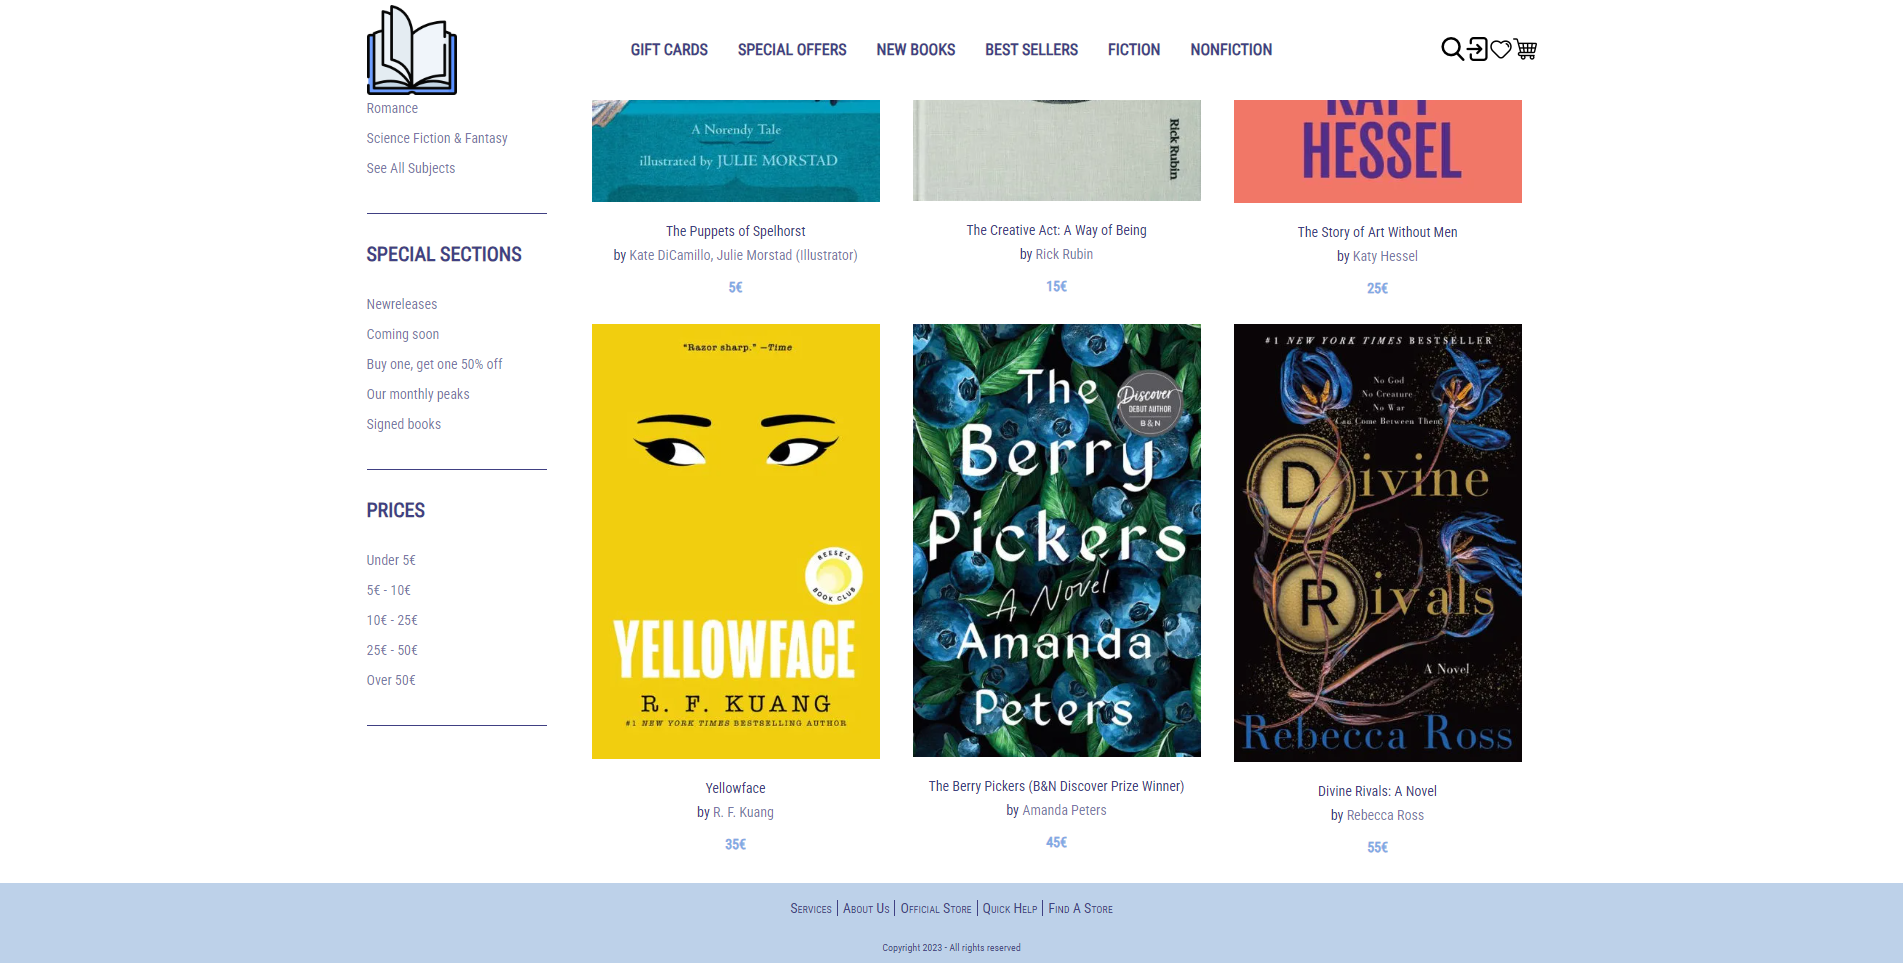 GIFT CARDS
SPECIAL OFFERS
NEW BOOKS
BEST SELLERS
FICTION
NONFICTION
Romance
Science Fiction & Fantasy
See All Subjects
SPECIAL SECTIONS
Newreleases
Coming soon
Buy one, get one 50% off
Our monthly peaks
Signed books
PRICES
Under 5€
5€ - 10€
10€ - 25€
25€ - 50€
Over 50€
A Norendy Tale
illustrated by JULIE MORSTAD
The Puppets of Spelhorst
by Kate DiCamillo, Julie Morstad (Illustrator)
5€
Rick Rubin
The Creative Act: A Way of Being
by Rick Rubin
15€
KATY
HESSEL
The Story of Art Without Men
by Katy Hessel
25€
"Razor sharp." —Time
REESE'S
BOOK CLUB
YELLOWFACE
R. F. KUANG
#1 NEW YORK TIMES BESTSELLING AUTHOR
Yellowface
by R. F. Kuang
35€
The
Berry
Pickers
Discover
DEBUT AUTHOR
B&N
A Novel
Amanda
Peters
The Berry Pickers (B&N Discover Prize Winner)
by Amanda Peters
45€
#1 NEW YORK TIMES BESTSELLER
No God
No Creature
No War
Can Come Between Them
Divine
Rivals
A Novel
Rebecca Ross
Divine Rivals: A Novel
by Rebecca Ross
55€
Services | About Us | Official Store | Quick Help | Find A Store
Copyright 2023 - All rights reserved